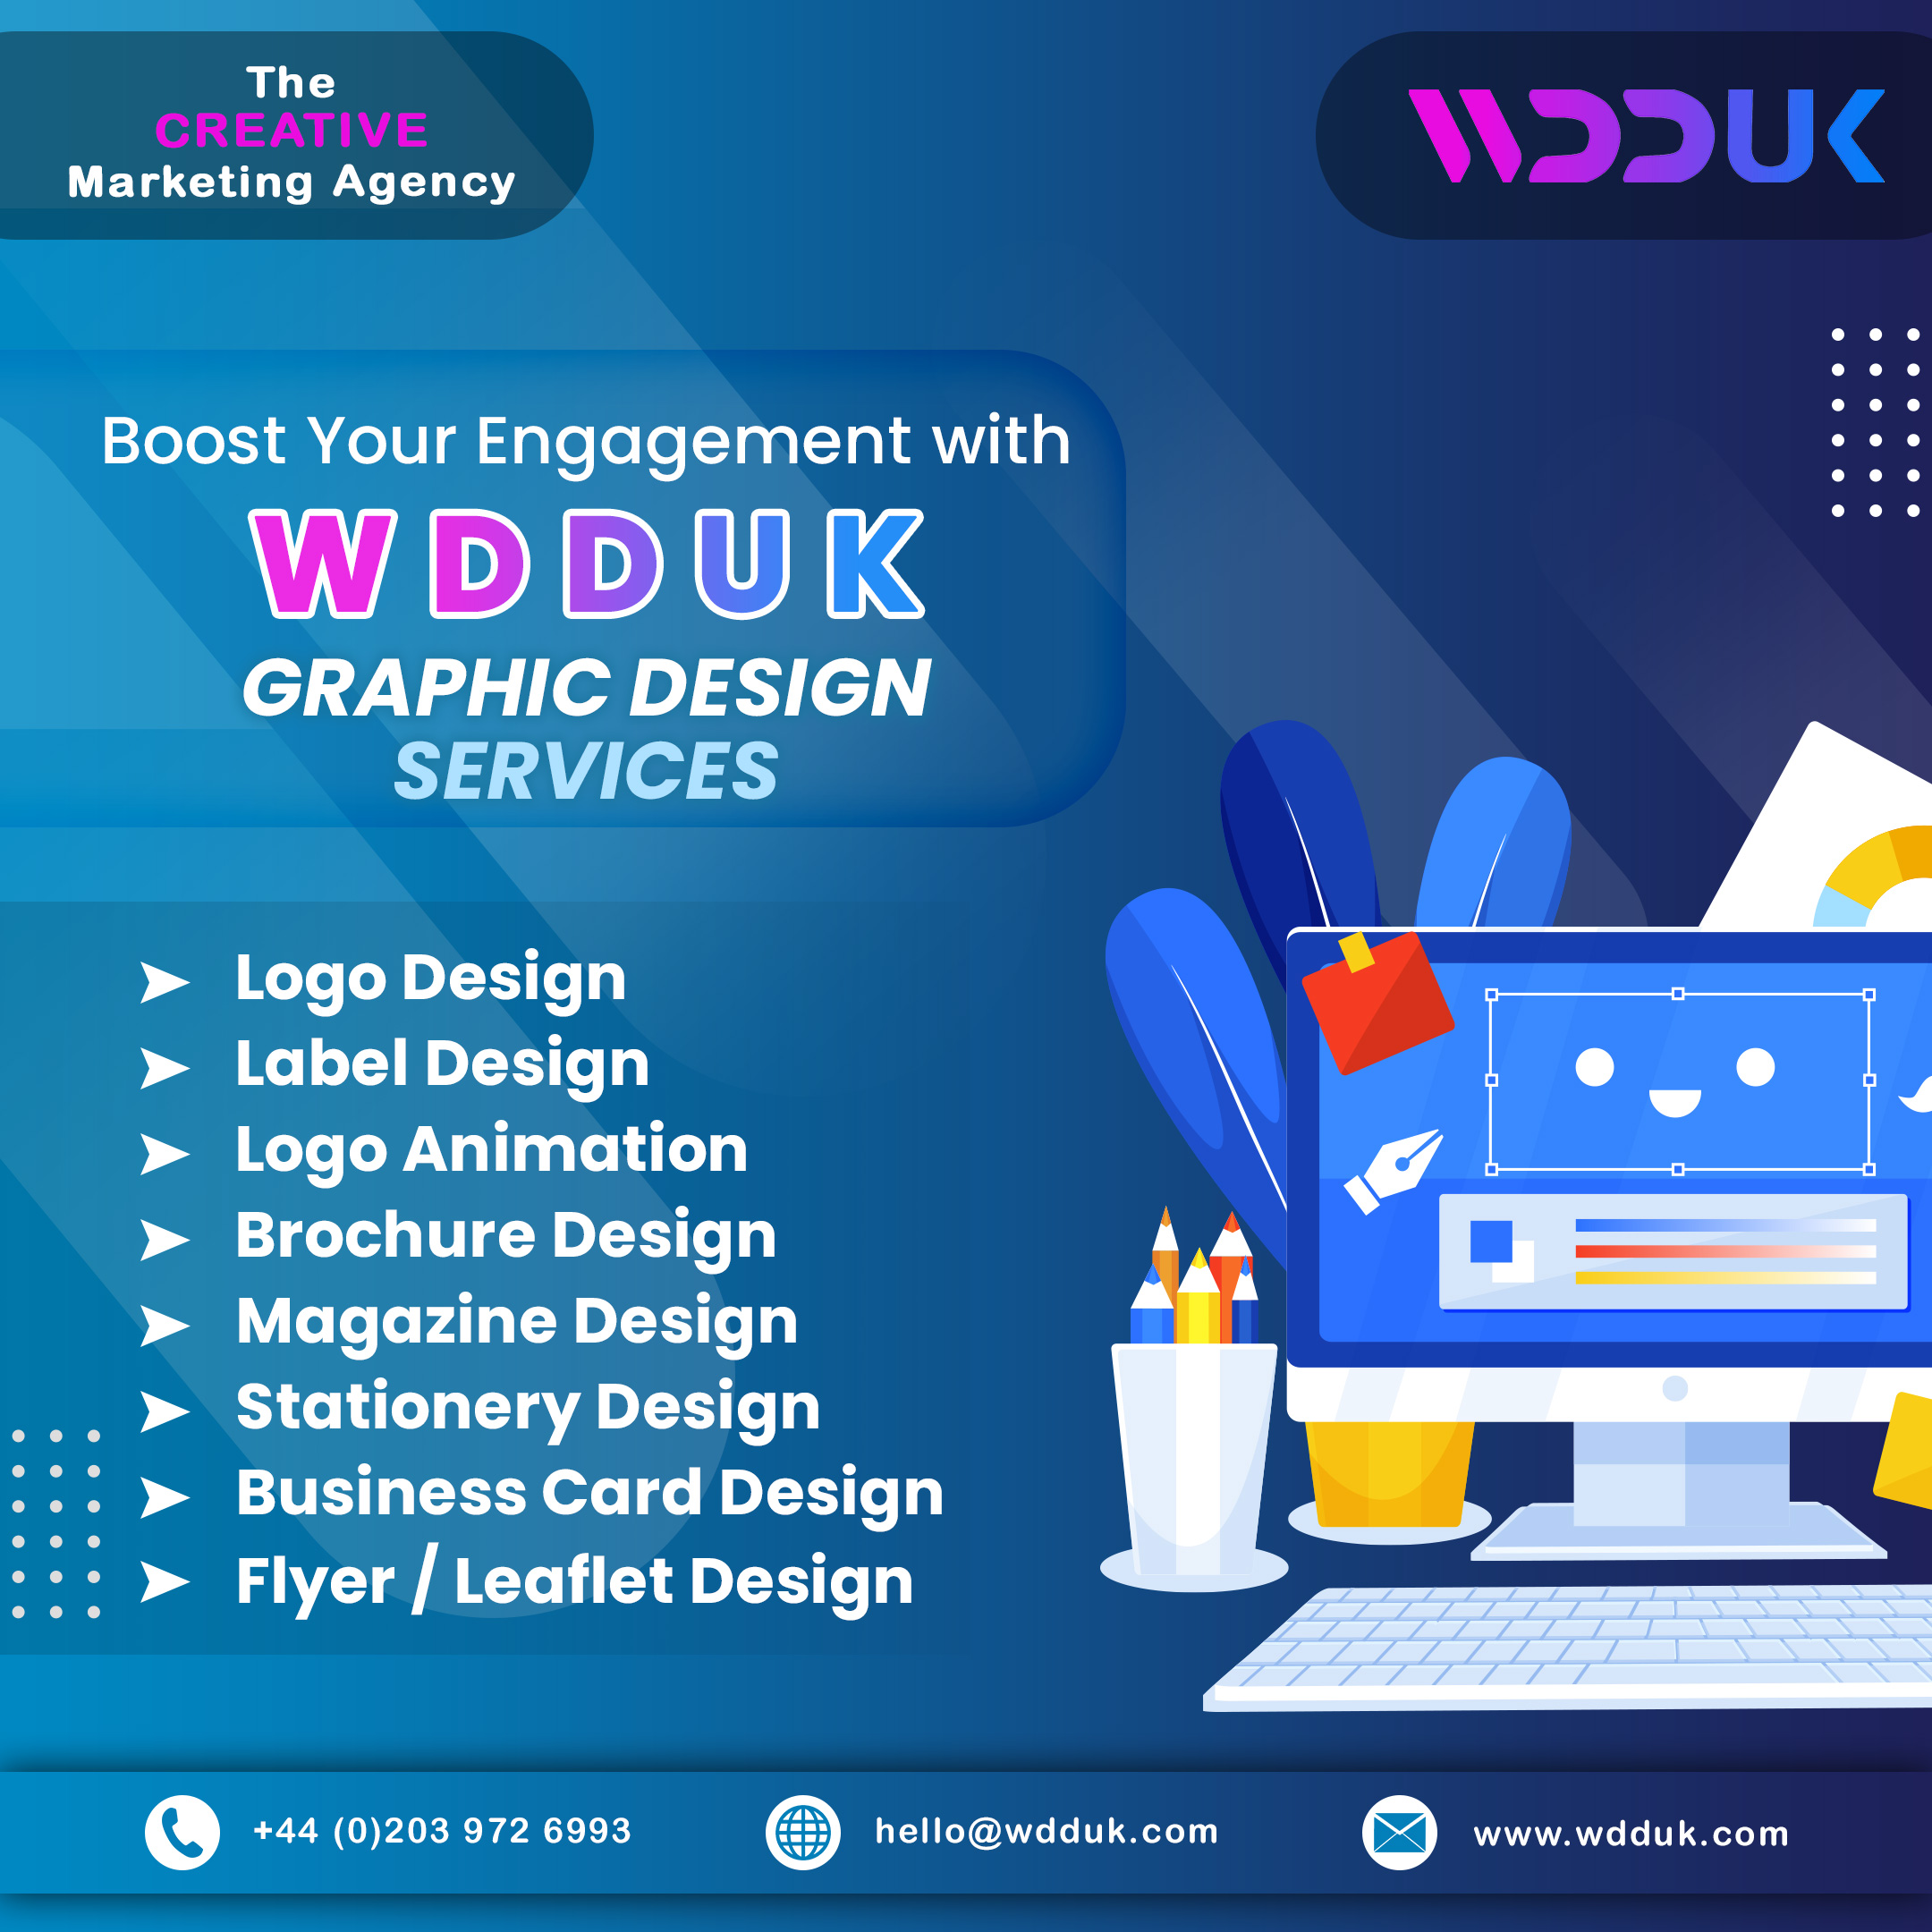 The
CREATIVE
Marketing Agency
WDDUK
Boost Your Engagement with
WDDUK
GRAPHIC DESIGN
SERVICES
Logo Design
Label Design
Logo Animation
Brochure Design
Magazine Design
Stationery Design
Business Card Design
Flyer / Leaflet Design
+44 (0)203 972 6993
hello@wdduk.com
www.wdduk.com